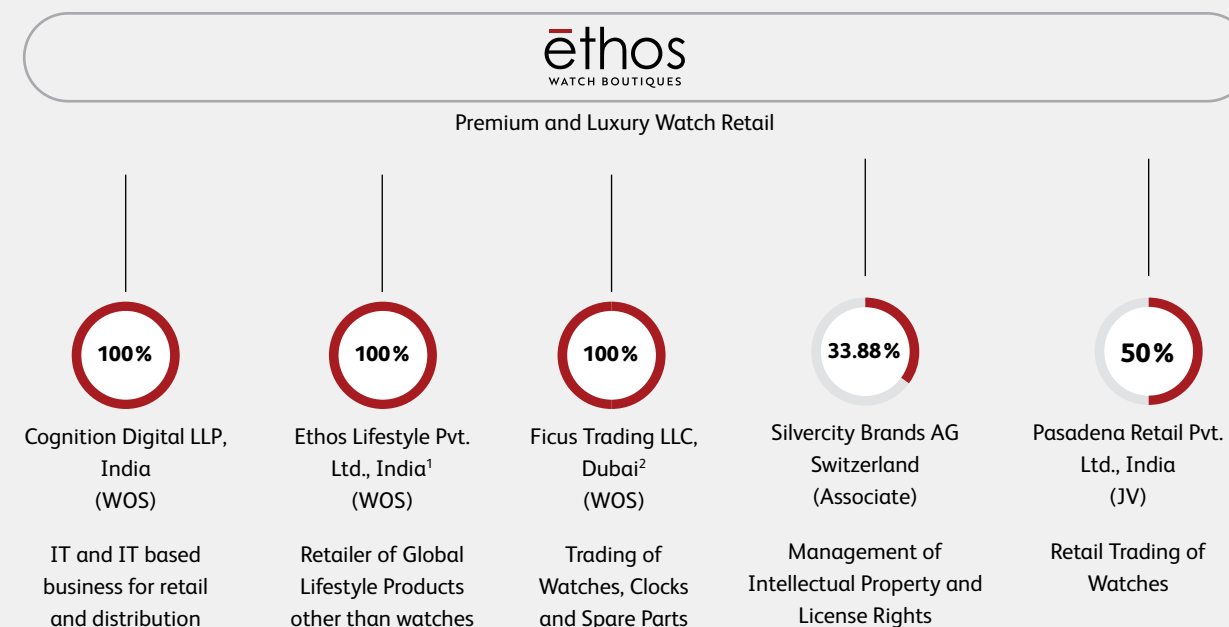 ēthos
WATCH BOUTIQUES
Premium and Luxury Watch Retail
100%
Cognition Digital LLP,
India
(WOS)
IT and IT based
business for retail
and distribution
100%
Ethos Lifestyle Pvt.
Ltd., India¹
(WOS)
Retailer of Global
Lifestyle Products
other than watches
100%
Ficus Trading LLC,
Dubai²
(WOS)
Trading of
Watches, Clocks
and Spare Parts
33.88%
Silvercity Brands AG
Switzerland
(Associate)
Management of
Intellectual Property and
License Rights
50%
Pasadena Retail Pvt.
Ltd., India
(JV)
Retail Trading of
Watches